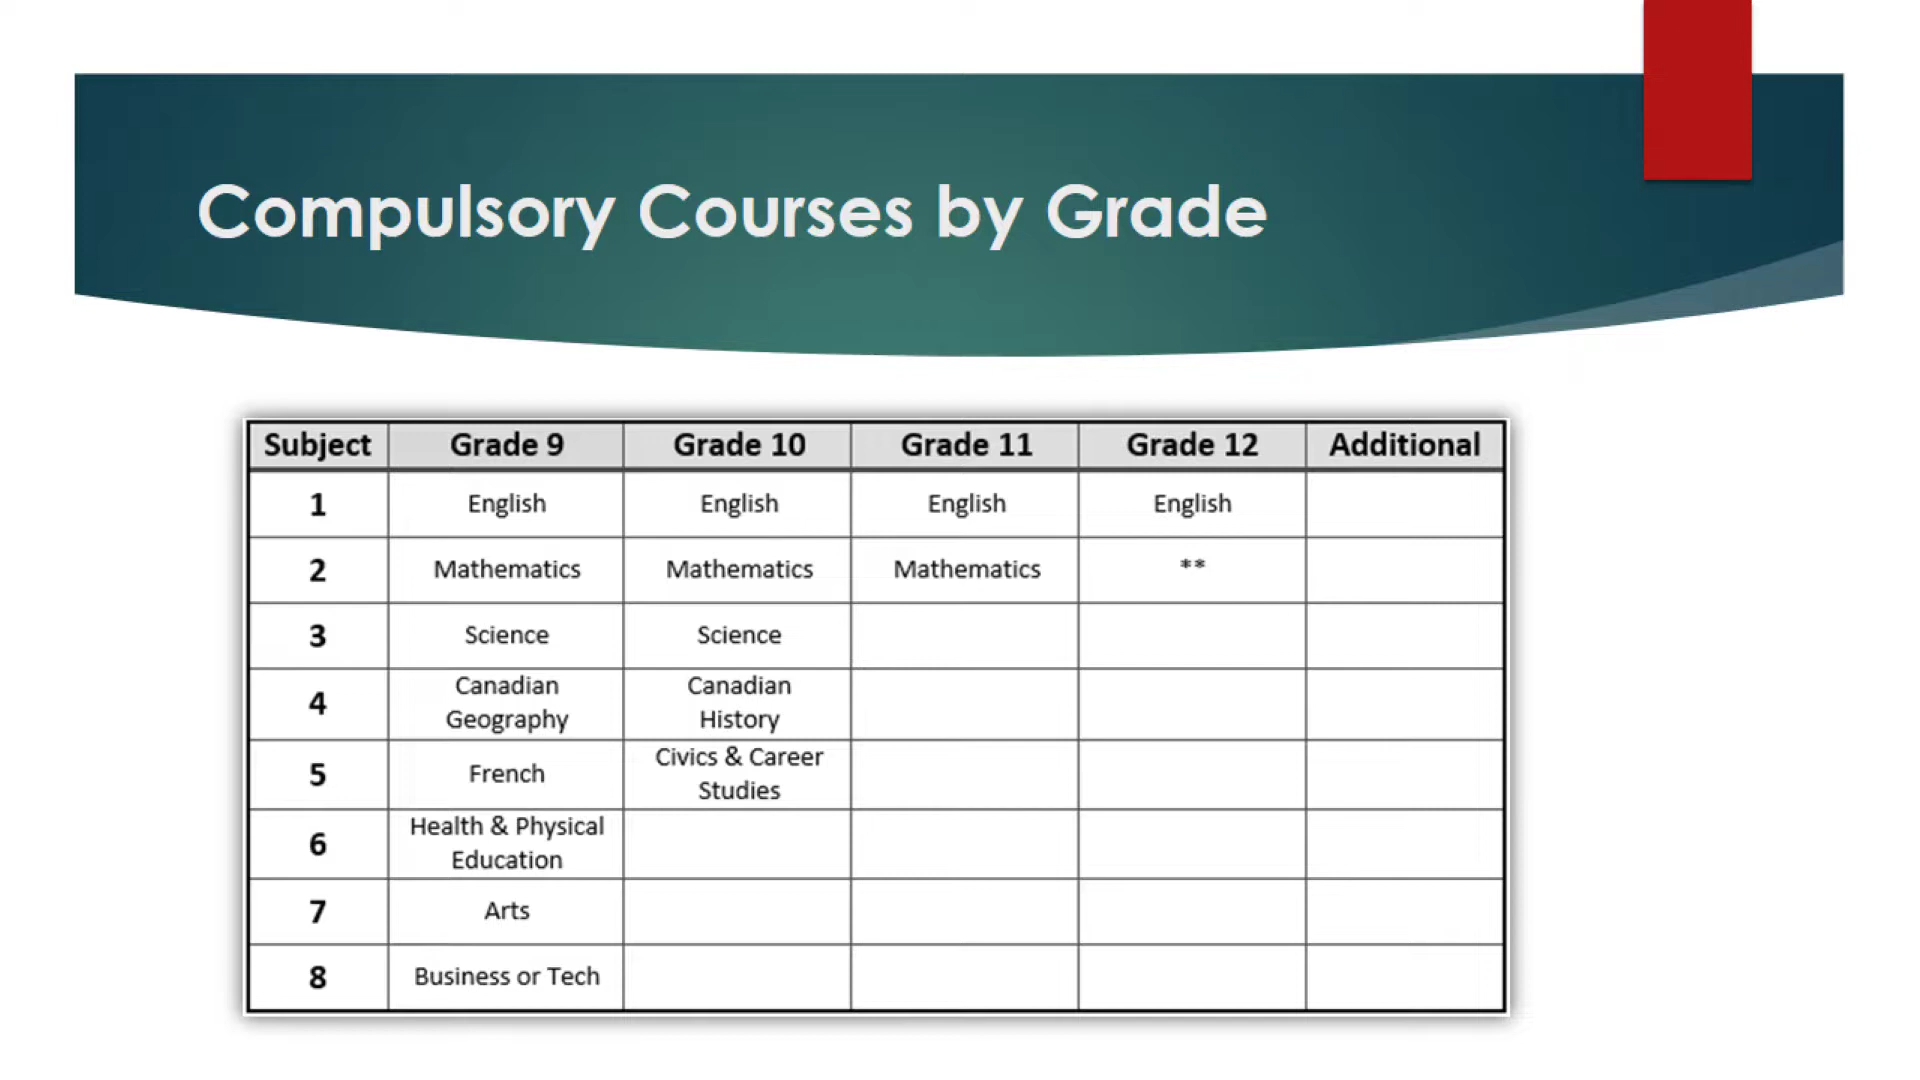 Compulsory Courses by Grade
Subject Grade 9 Grade 10 Grade 11 Grade 12 Additional
1 English English English English
2 Mathematics Mathematics Mathematics **
3 Science Science
4 Canadian Geography Canadian History
5 French Civics & Career Studies
6 Health & Physical Education
7 Arts
8 Business or Tech